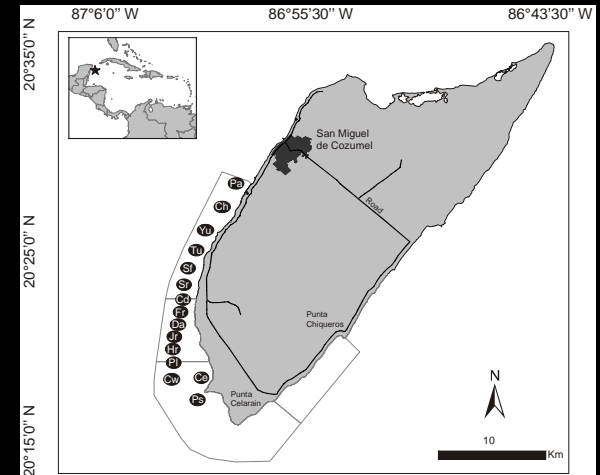 87°6'0'' W
86°55'30'' W
86°43'30'' W
20°35'0'' N
20°25'0'' N
20°15'0'' N
San Miguel
de Cozumel
Road
Pa
Ch
Yu
Tu
Sf
Sr
Cd
Fr
Da
Jr
Hr
Pl
Cw
Ce
Ps
Punta
Chiqueros
Punta
Celarain
N
10
Km